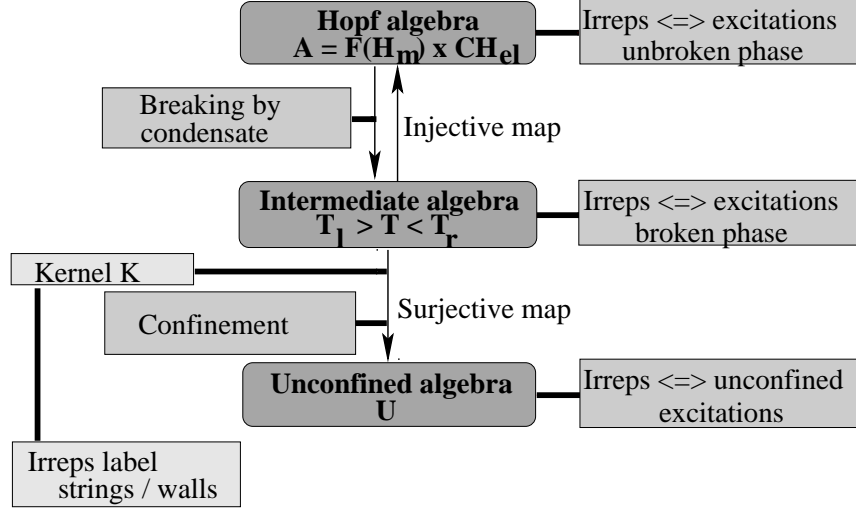 Hopf algebra
A = F(H_m) x CH_el
Irreps <=> excitations
unbroken phase
Breaking by
condensate
Injective map
Intermediate algebra
T_l > T < T_r
Irreps <=> excitations
broken phase
Kernel K
Confinement
Surjective map
Unconfined algebra
U
Irreps <=> unconfined
excitations
Irreps label
strings / walls